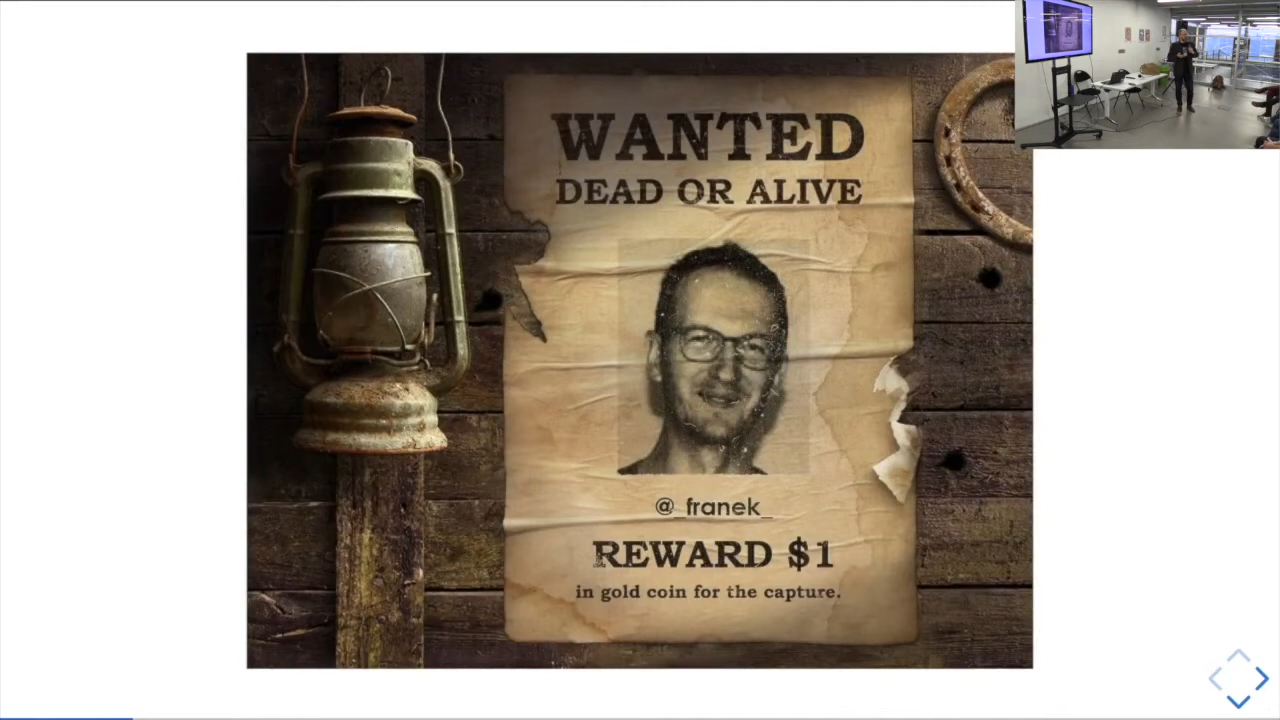 WANTED
DEAD OR ALIVE
@_franek_
REWARD $1
in gold coin for the capture.